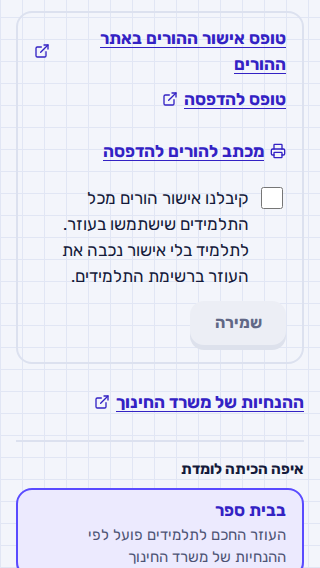 טופס אישור ההורים באתר
ההורים
טופס להדפסה
מכתב להורים להדפסה
קיבלנו אישור הורים מכל
התלמידים שישתמשו בעוזר.
לתלמיד בלי אישור נכבה את
העוזר ברשימת התלמידים.
שמירה
ההנחיות של משרד החינוך
איפה הכיתה לומדת
בבית ספר
העוזר החכם לתלמידים פועל לפי
ההנחיות של משרד החינוך